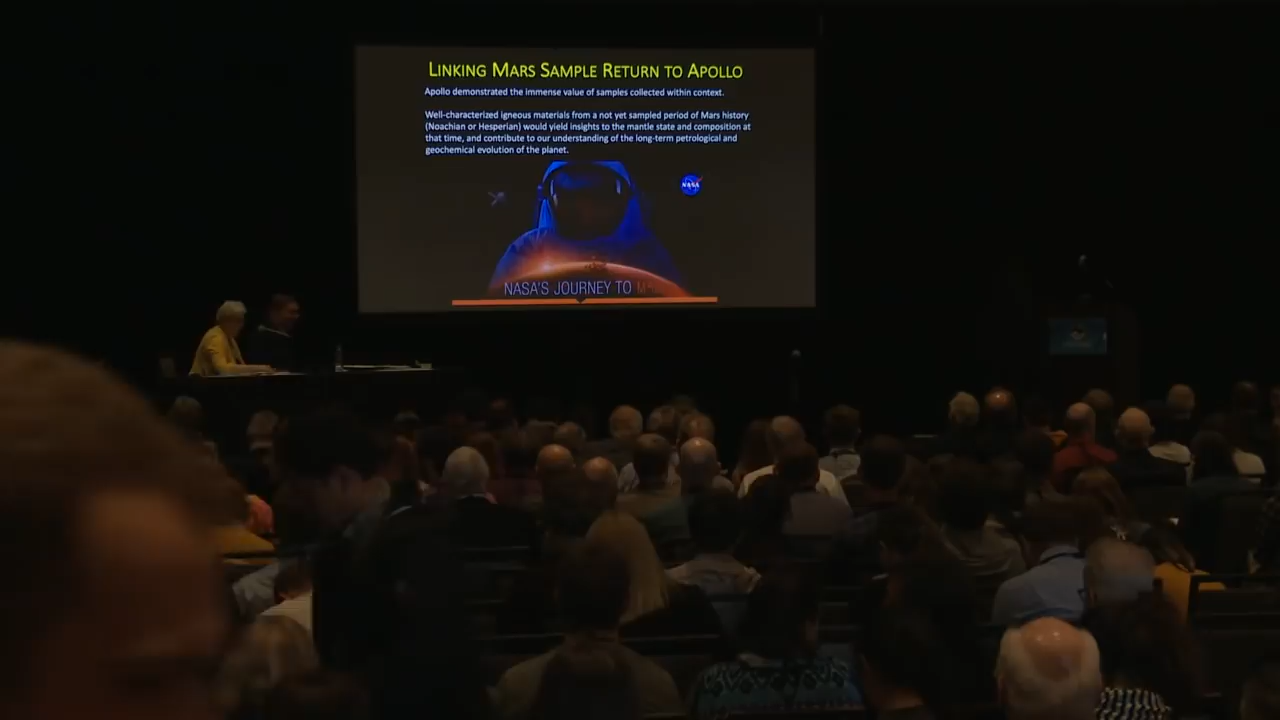 LINKING MARS SAMPLE RETURN TO APOLLO
Apollo demonstrated the immense value of samples collected within context.
Well-characterized igneous materials from a not yet sampled period of Mars history
(Noachian or Hesperian) would yield insights to the mantle state and composition at
that time, and contribute to our understanding of the long-term petrological and
geochemical evolution of the planet.
NASA
NASA'S JOURNEY TO